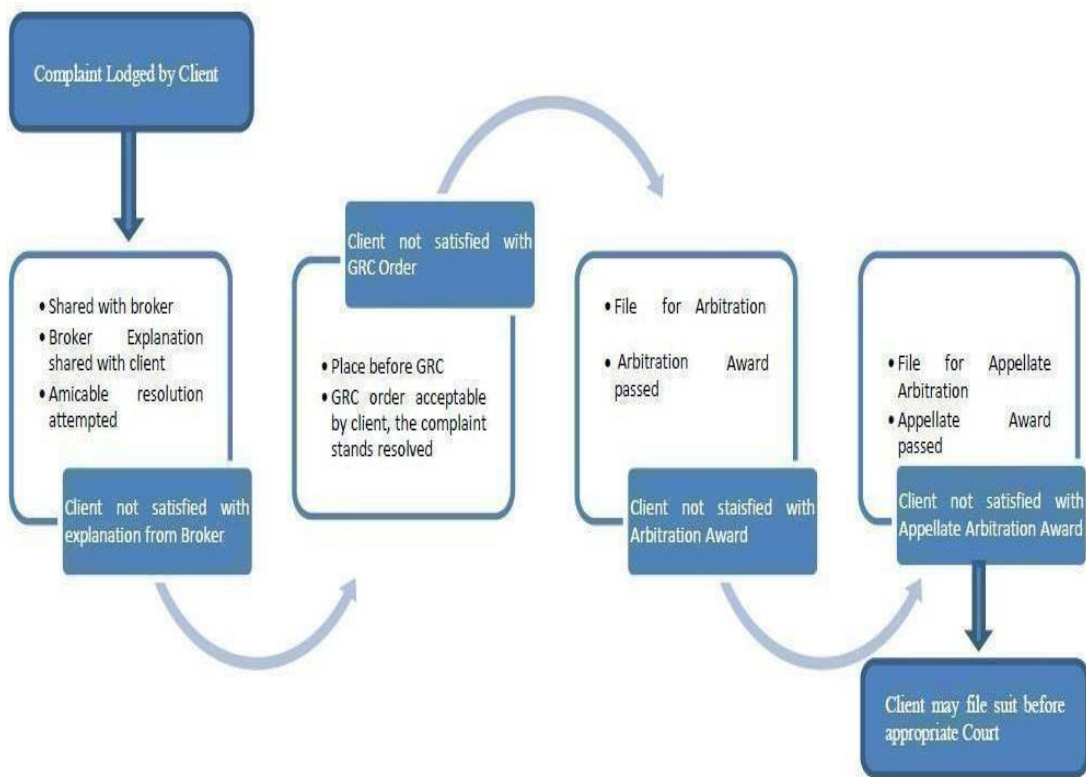 Complaint Lodged by Client
• Shared with broker
• Broker Explanation
shared with client
• Amicable resolution
attempted
Client not satisfied with
explanation from Broker
Client not satisfied with
GRC Order
• Place before GRC
• GRC order acceptable
by client, the complaint
stands resolved
• File for Arbitration
• Arbitration Award
passed
Client not staisfied with
Arbitration Award
• File for Appellate
Arbitration
• Appellate Award
passed
Client not satisfied with
Appellate Arbitration Award
Client may file suit before
appropriate Court